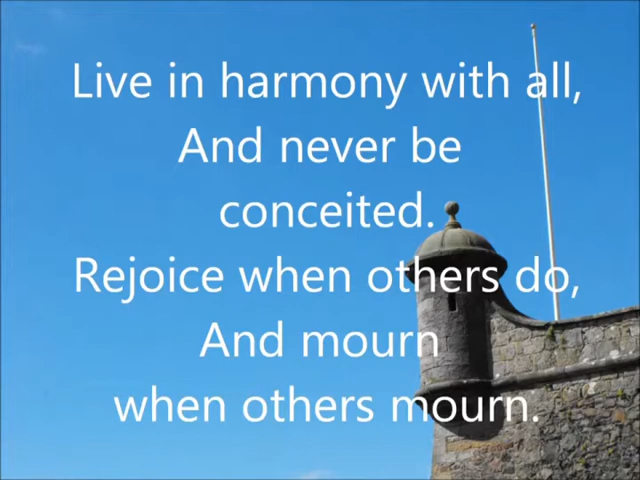 Live in harmony with all,
And never be
conceited.
Rejoice when others do,
And mourn
when others mourn.